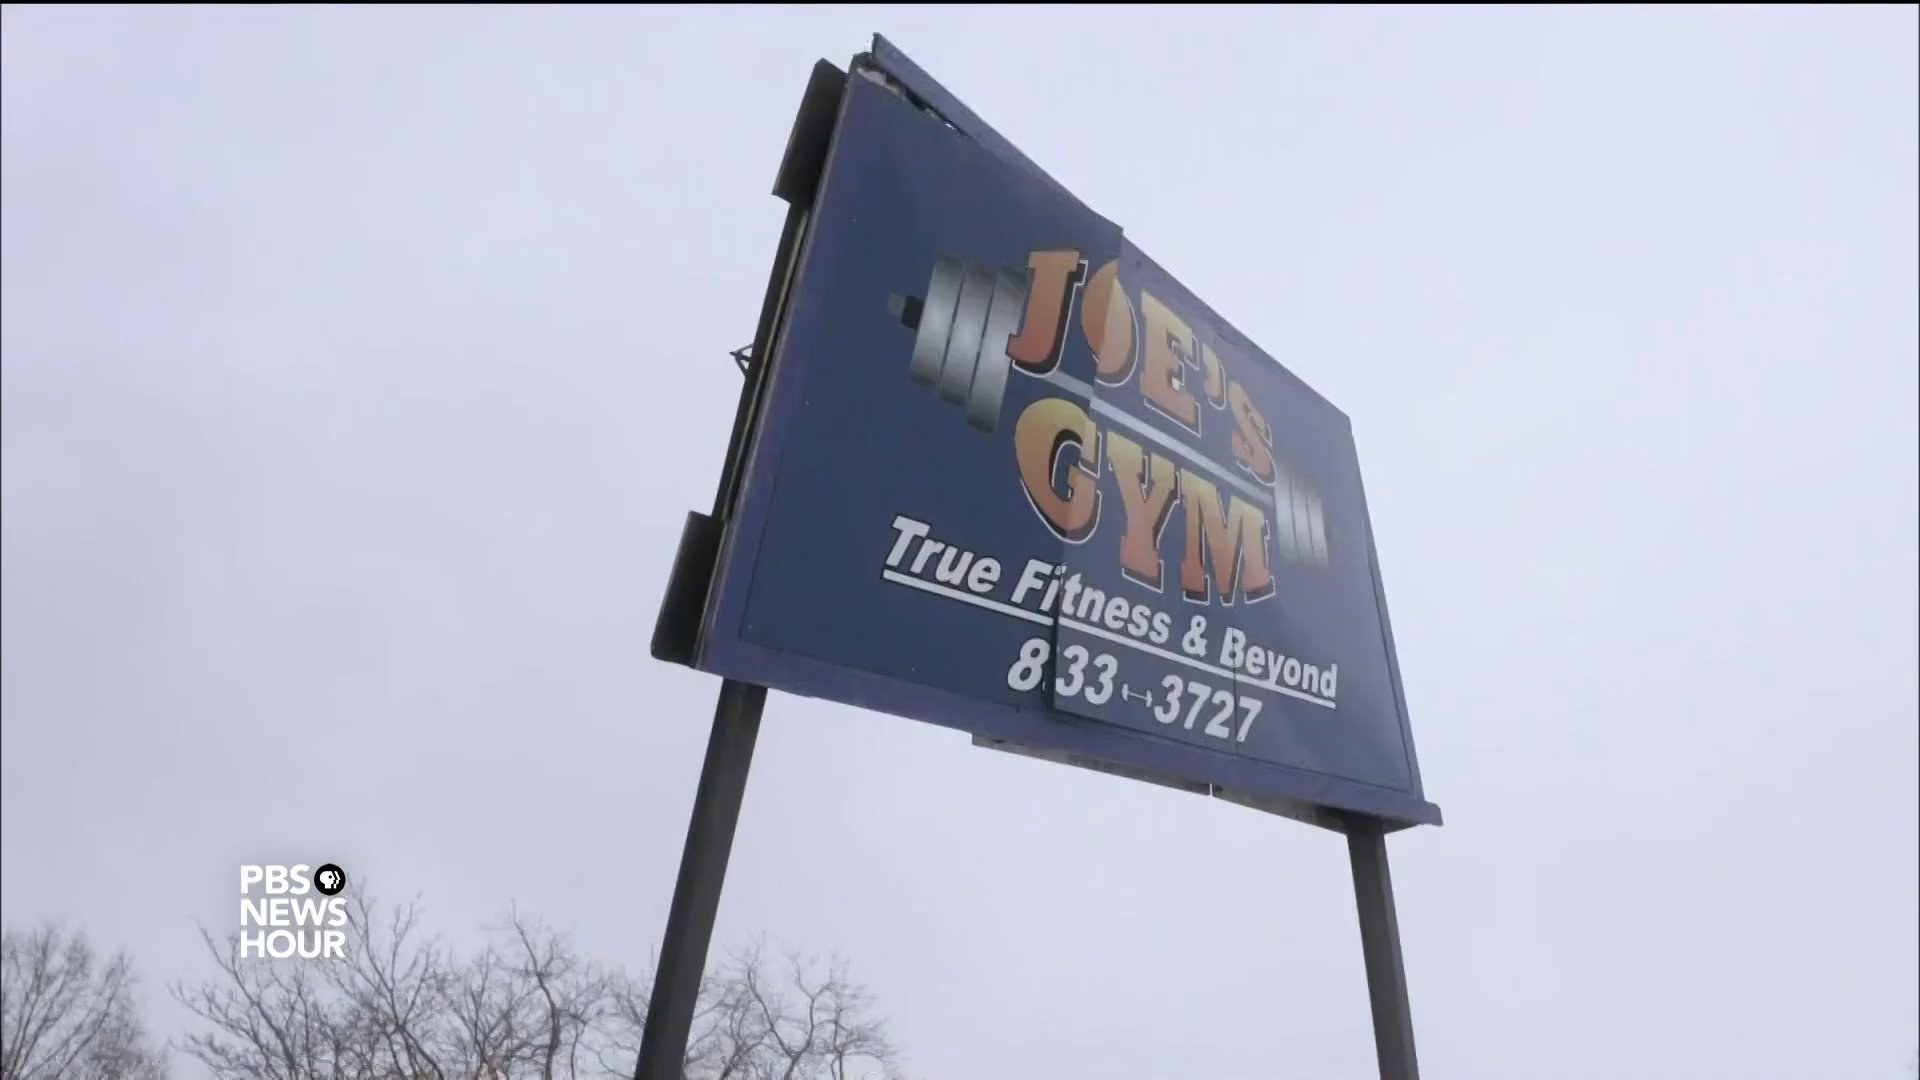 JOE'S
GYM
True Fitness & Beyond
833-3727
PBS
NEWS
HOUR